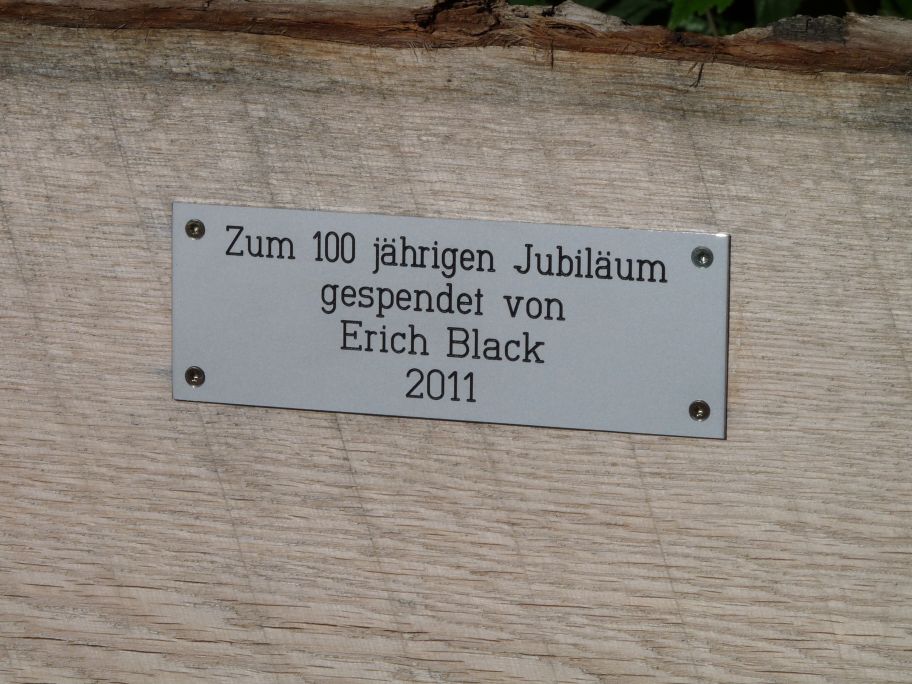 Zum 100 jährigen Jubiläum
gespendet von
Erich Black
2011